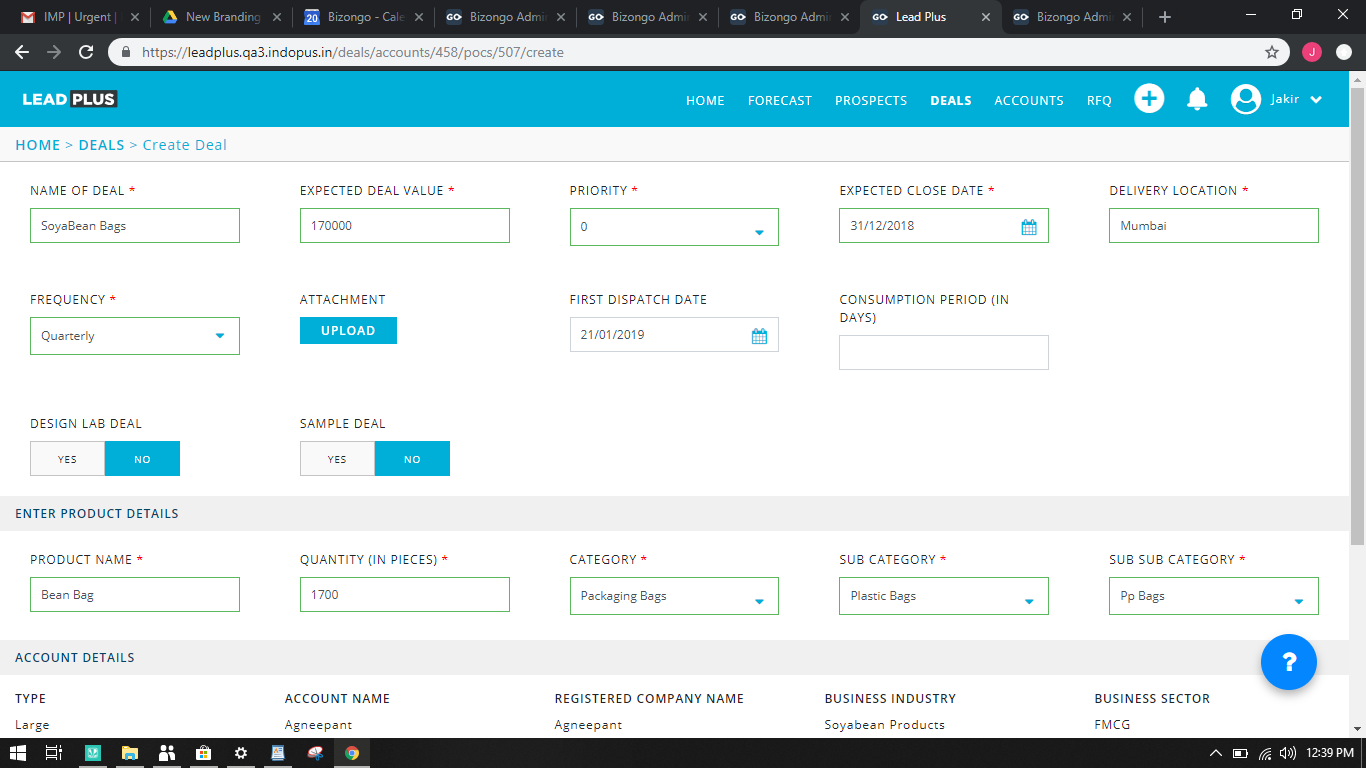 IMP | Urgent |
New Branding
20
Bizongo - Cale
GO
Bizongo Admi
GO
Bizongo Admi
GO
Bizongo Admi
GO
Lead Plus
GO
Bizongo Admi
https://leadplus.qa3.indopus.in/deals/accounts/458/pocs/507/create
J
LEAD PLUS
HOME
FORECAST
PROSPECTS
DEALS
ACCOUNTS
RFQ
Jakir
HOME > DEALS > Create Deal
NAME OF DEAL *
EXPECTED DEAL VALUE *
PRIORITY *
EXPECTED CLOSE DATE *
DELIVERY LOCATION *
SoyaBean Bags
170000
0
31/12/2018
Mumbai
FREQUENCY *
ATTACHMENT
FIRST DISPATCH DATE
CONSUMPTION PERIOD (IN
DAYS)
Quarterly
UPLOAD
21/01/2019
DESIGN LAB DEAL
SAMPLE DEAL
YES
NO
YES
NO
ENTER PRODUCT DETAILS
PRODUCT NAME *
QUANTITY (IN PIECES) *
CATEGORY *
SUB CATEGORY *
SUB SUB CATEGORY *
Bean Bag
1700
Packaging Bags
Plastic Bags
Pp Bags
ACCOUNT DETAILS
?
TYPE
ACCOUNT NAME
REGISTERED COMPANY NAME
BUSINESS INDUSTRY
BUSINESS SECTOR
Large
Agneepant
Agneepant
Soyabean Products
FMCG
12:39 PM